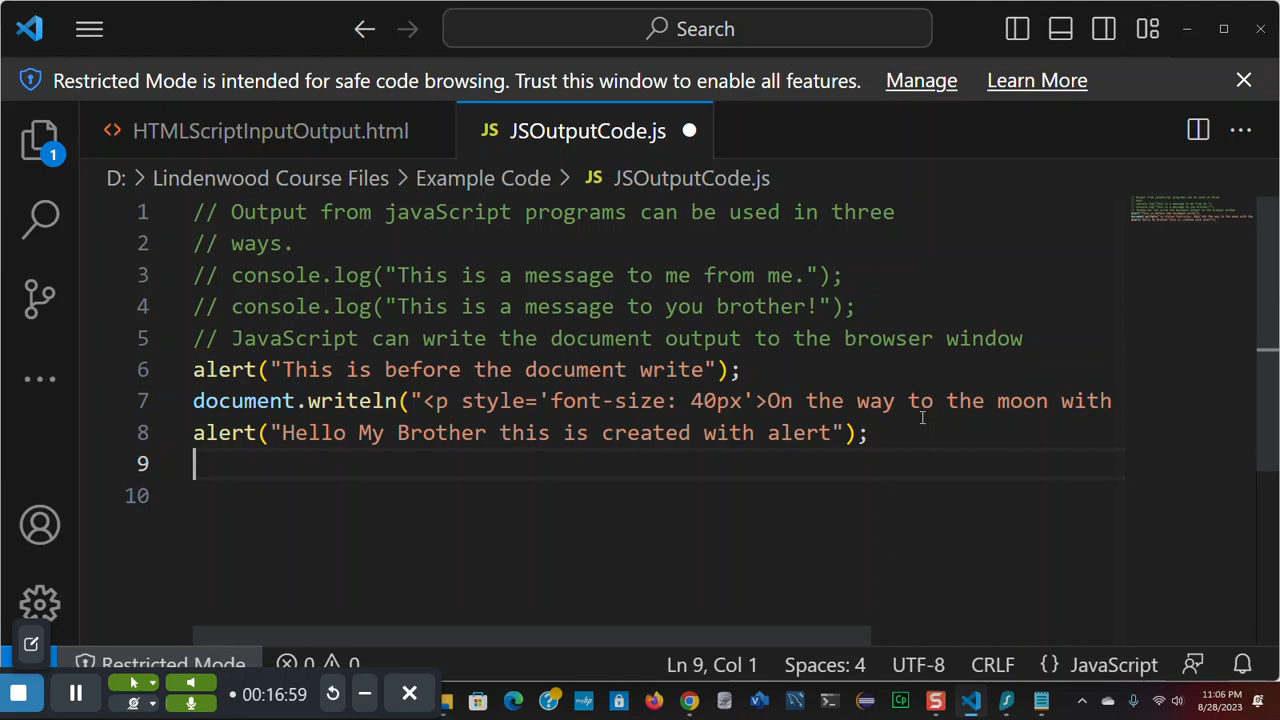 Search
Restricted Mode is intended for safe code browsing. Trust this window to enable all features. Manage Learn More
1
HTMLScriptInputOutput.html
JS JSOutputCode.js
D: > Lindenwood Course Files > Example Code > JS JSOutputCode.js
1 // Output from javaScript programs can be used in three
2 // ways.
3 // console.log("This is a message to me from me.");
4 // console.log("This is a message to you brother!");
5 // JavaScript can write the document output to the browser window
6 alert("This is before the document write");
7 document.writeln("<p style='font-size: 40px'>On the way to the moon with
8 alert("Hello My Brother this is created with alert");
9
10
Restricted Mode 0 0 Ln 9, Col 1 Spaces: 4 UTF-8 CRLF {} JavaScript
00:16:59
11:06 PM
8/28/2023